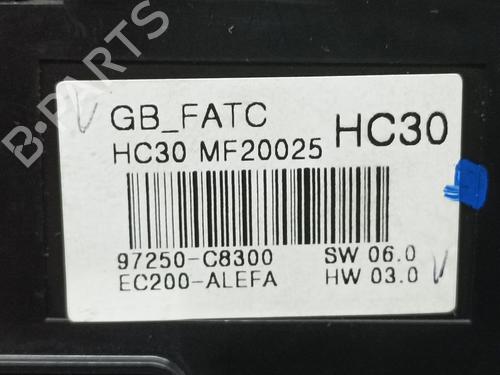 B-PARTS
GB_FATC
HC30 MF20025 HC30
97250-C8300 SW 06.0
EC200-ALEFA HW 03.0